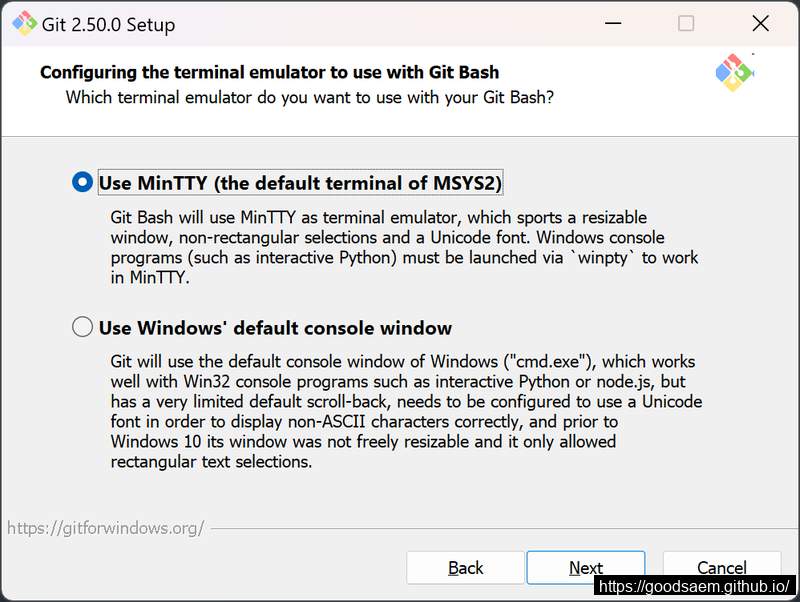 Git 2.50.0 Setup
Configuring the terminal emulator to use with Git Bash
Which terminal emulator do you want to use with your Git Bash?
Use MinTTY (the default terminal of MSYS2)
Git Bash will use MinTTY as terminal emulator, which sports a resizable
window, non-rectangular selections and a Unicode font. Windows console
programs (such as interactive Python) must be launched via `winpty` to work
in MinTTY.
Use Windows' default console window
Git will use the default console window of Windows ("cmd.exe"), which works
well with Win32 console programs such as interactive Python or node.js, but
has a very limited default scroll-back, needs to be configured to use a Unicode
font in order to display non-ASCII characters correctly, and prior to
Windows 10 its window was not freely resizable and it only allowed
rectangular text selections.
https://gitforwindows.org/
Back Next Cancel
https://goodsaem.github.io/